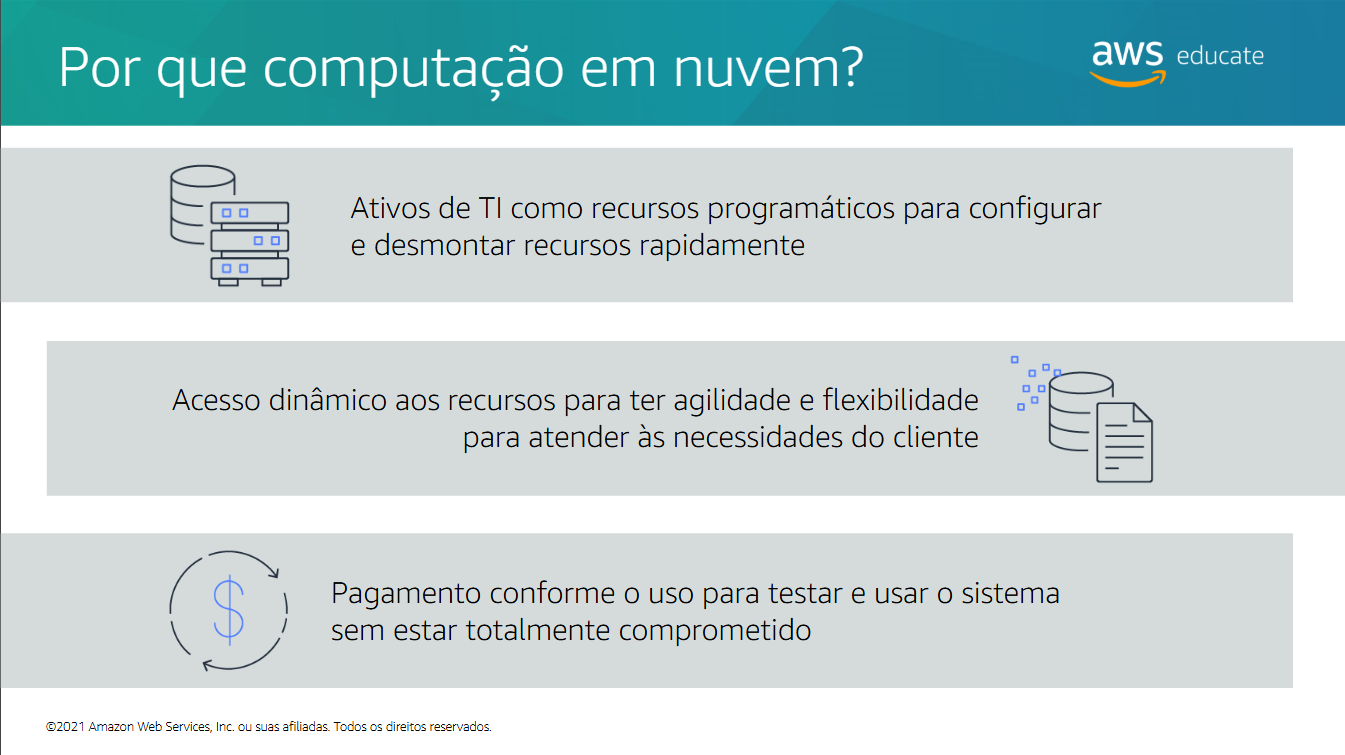 Por que computação em nuvem?
aws educate
Ativos de TI como recursos programáticos para configurar
e desmontar recursos rapidamente
Acesso dinâmico aos recursos para ter agilidade e flexibilidade
para atender às necessidades do cliente
$
Pagamento conforme o uso para testar e usar o sistema
sem estar totalmente comprometido
©2021 Amazon Web Services, Inc. ou suas afiliadas. Todos os direitos reservados.